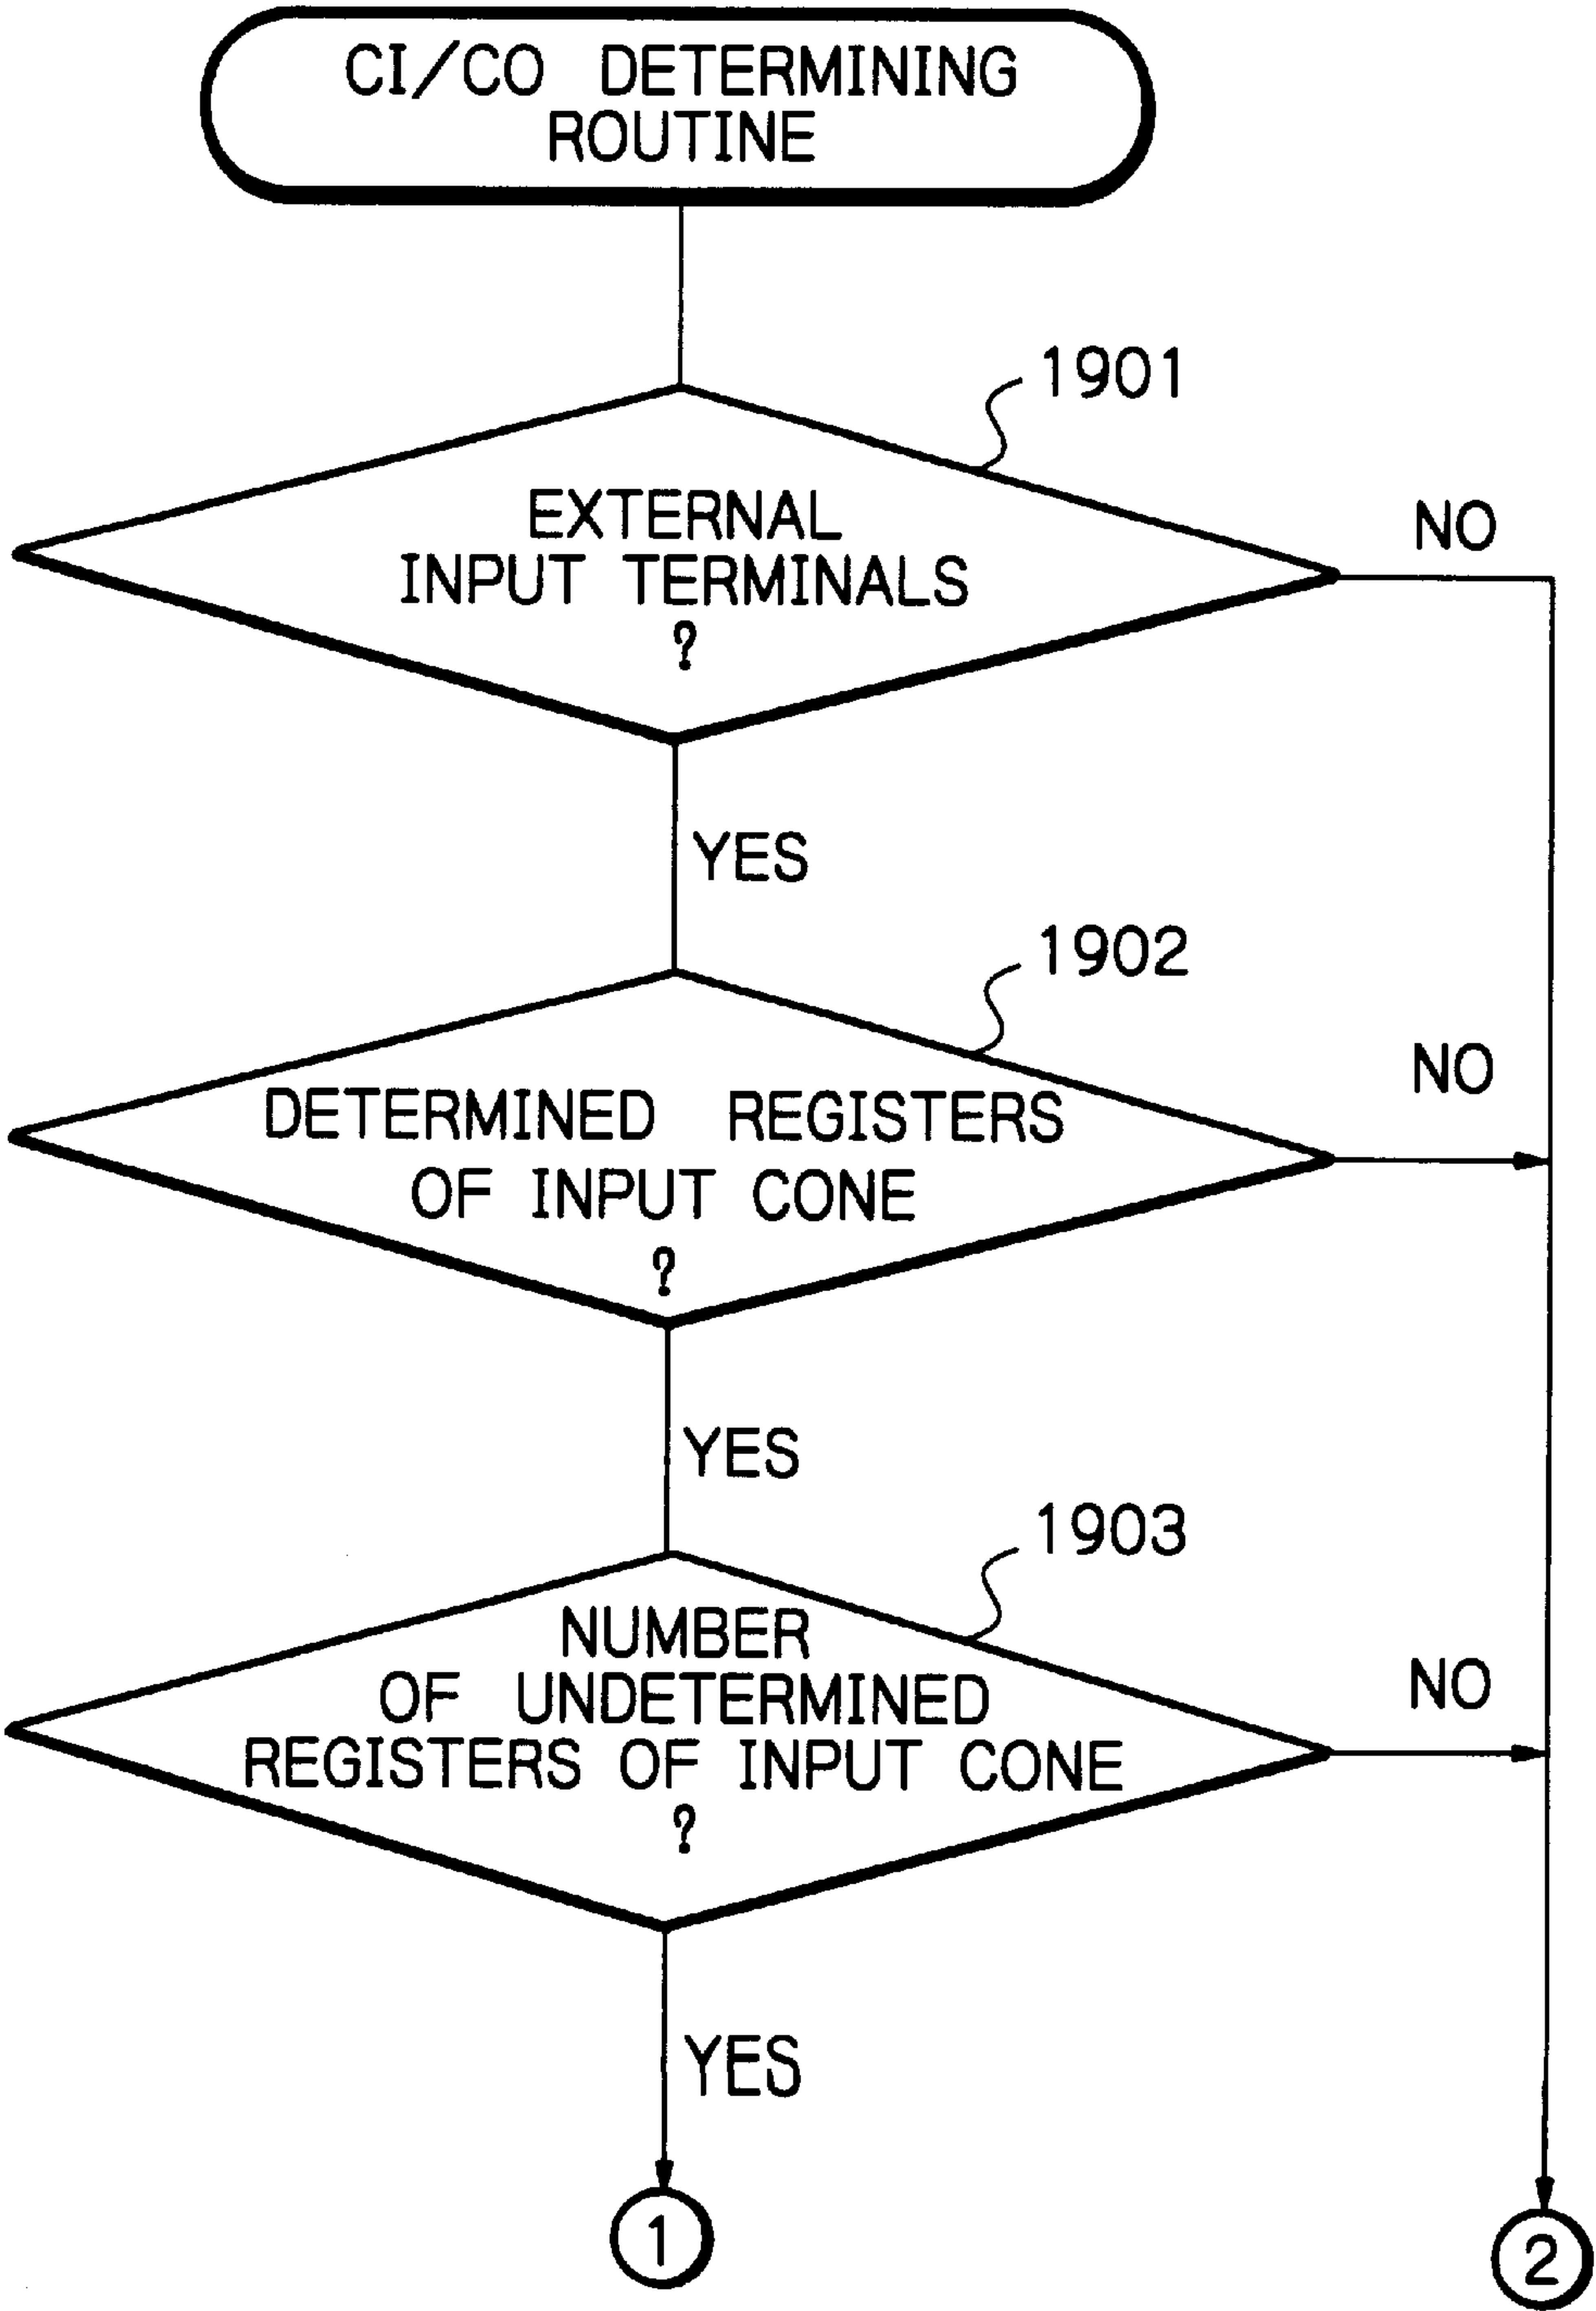 CI/CO DETERMINING
ROUTINE
1901
EXTERNAL
INPUT TERMINALS
?
NO
YES
1902
DETERMINED REGISTERS
OF INPUT CONE
?
NO
YES
1903
NUMBER
OF UNDETERMINED
REGISTERS OF INPUT CONE
?
NO
YES
1
2